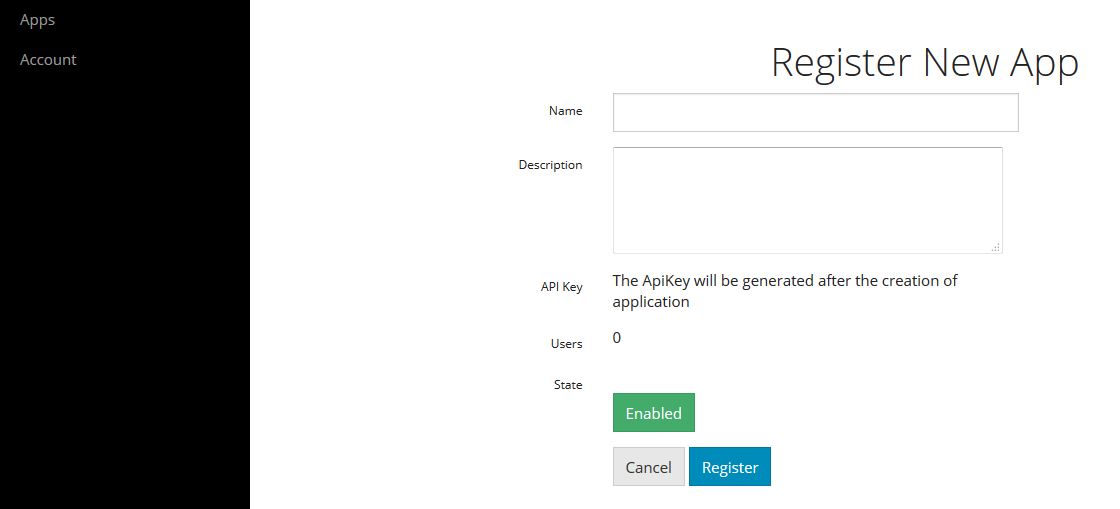 Apps
Account
Register New App
Name
Description
API Key
The ApiKey will be generated after the creation of
application
Users
0
State
Enabled
Cancel
Register